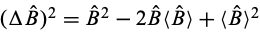 (ΔB̂)² = B̂² − 2B̂⟨B̂⟩ + ⟨B̂⟩²